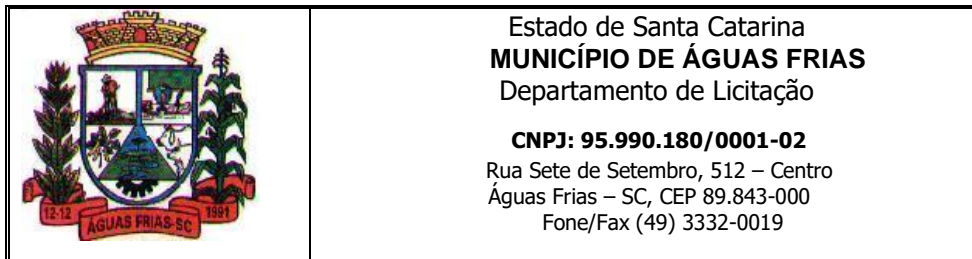 12-12
ÁGUAS FRIAS-SC
1991
Estado de Santa Catarina
MUNICÍPIO DE ÁGUAS FRIAS
Departamento de Licitação
CNPJ: 95.990.180/0001-02
Rua Sete de Setembro, 512 – Centro
Águas Frias – SC, CEP 89.843-000
Fone/Fax (49) 3332-0019